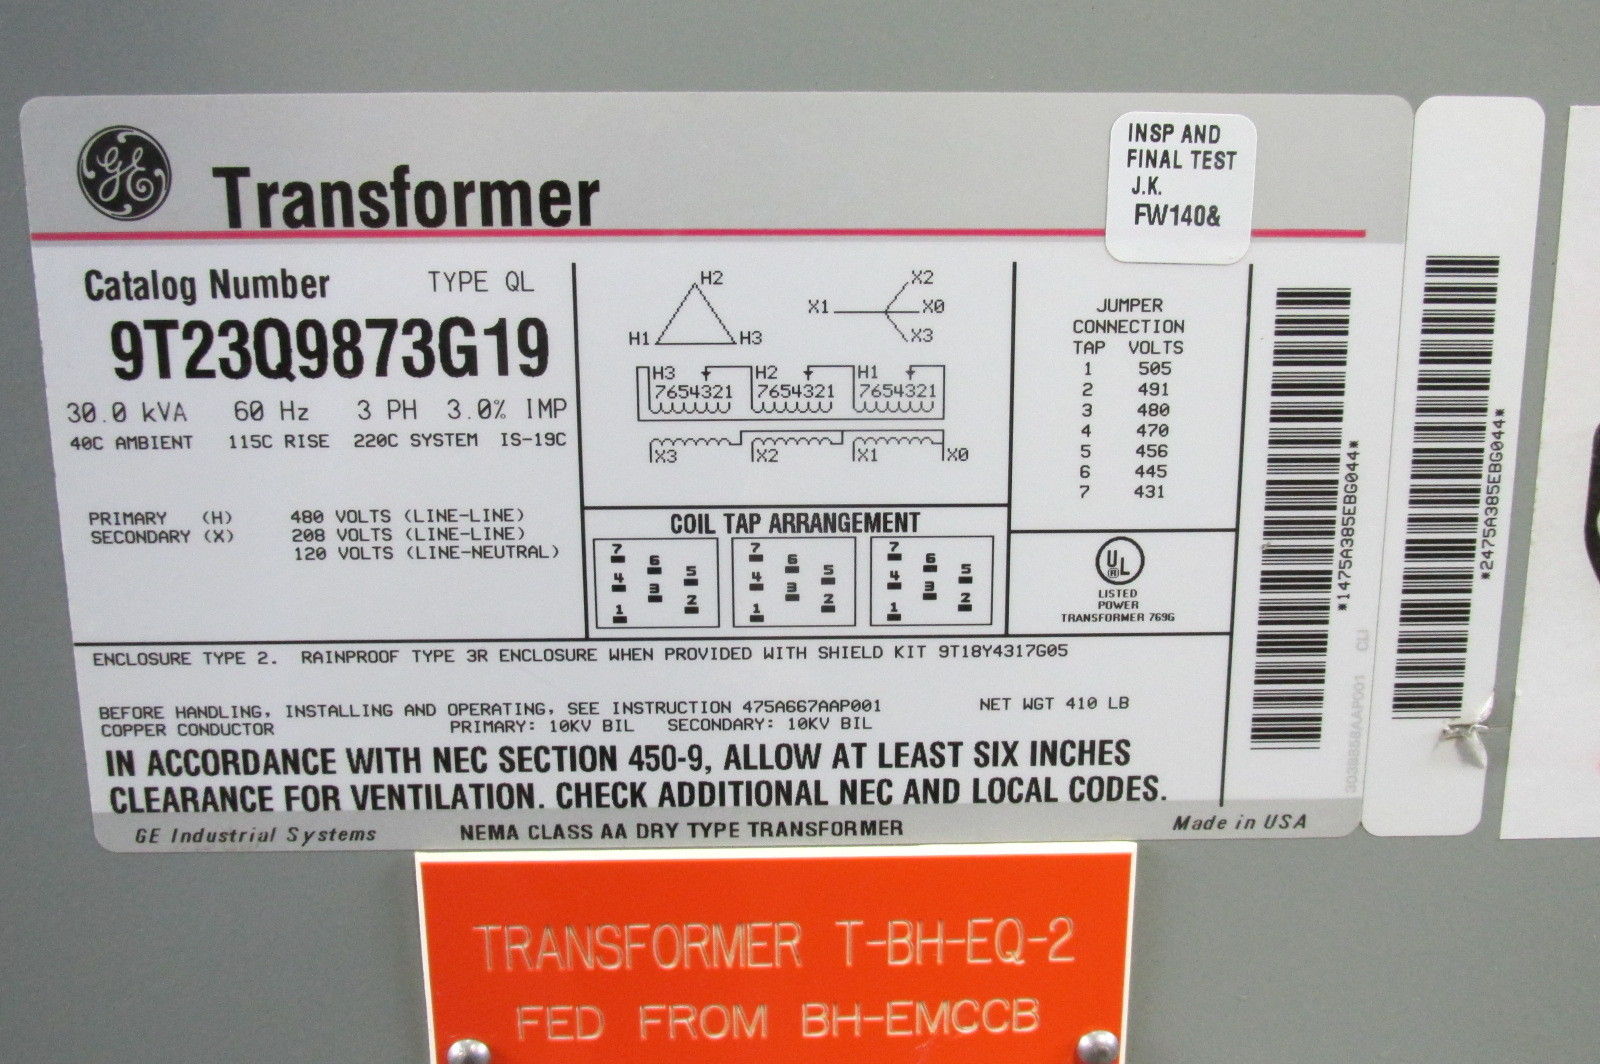 GE
Transformer
INSP AND
FINAL TEST
J.K.
FW140&
Catalog Number TYPE QL
9T23Q9873G19
30.0 kVA 60 Hz 3 PH 3.0% IMP
40C AMBIENT 115C RISE 220C SYSTEM IS-19C
PRIMARY (H) 480 VOLTS (LINE-LINE)
SECONDARY (X) 208 VOLTS (LINE-LINE)
120 VOLTS (LINE-NEUTRAL)
H2
H1 H3
X2
X1 X0
X3
H3 H2 H1
7654321 7654321 7654321
X3 X2 X1 X0
COIL TAP ARRANGEMENT
7 6 5 4 3 2 1
7 6 5 4 3 2 1
7 6 5 4 3 2 1
JUMPER
CONNECTION
TAP VOLTS
1 505
2 491
3 480
4 470
5 456
6 445
7 431
UL
®
LISTED
POWER
TRANSFORMER 769G
*1475A385EBG044*
303B858AAP001 CLI
*2475A385EBG044*
ENCLOSURE TYPE 2. RAINPROOF TYPE 3R ENCLOSURE WHEN PROVIDED WITH SHIELD KIT 9T18Y4317G05
BEFORE HANDLING, INSTALLING AND OPERATING, SEE INSTRUCTION 475A667AAP001 NET WGT 410 LB
COPPER CONDUCTOR PRIMARY: 10KV BIL SECONDARY: 10KV BIL
IN ACCORDANCE WITH NEC SECTION 450-9, ALLOW AT LEAST SIX INCHES
CLEARANCE FOR VENTILATION. CHECK ADDITIONAL NEC AND LOCAL CODES.
GE Industrial Systems NEMA CLASS AA DRY TYPE TRANSFORMER Made in USA
TRANSFORMER T-BH-EQ-2
FED FROM BH-EMCCB